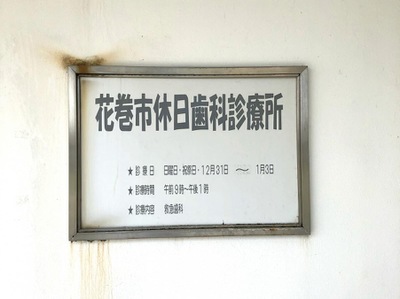 花巻市休日歯科診療所
★診療日 日曜日・祝祭日・12月31日 ～ 1月3日
★診療時間 午前9時～午後1時
★診療内容 救急歯科